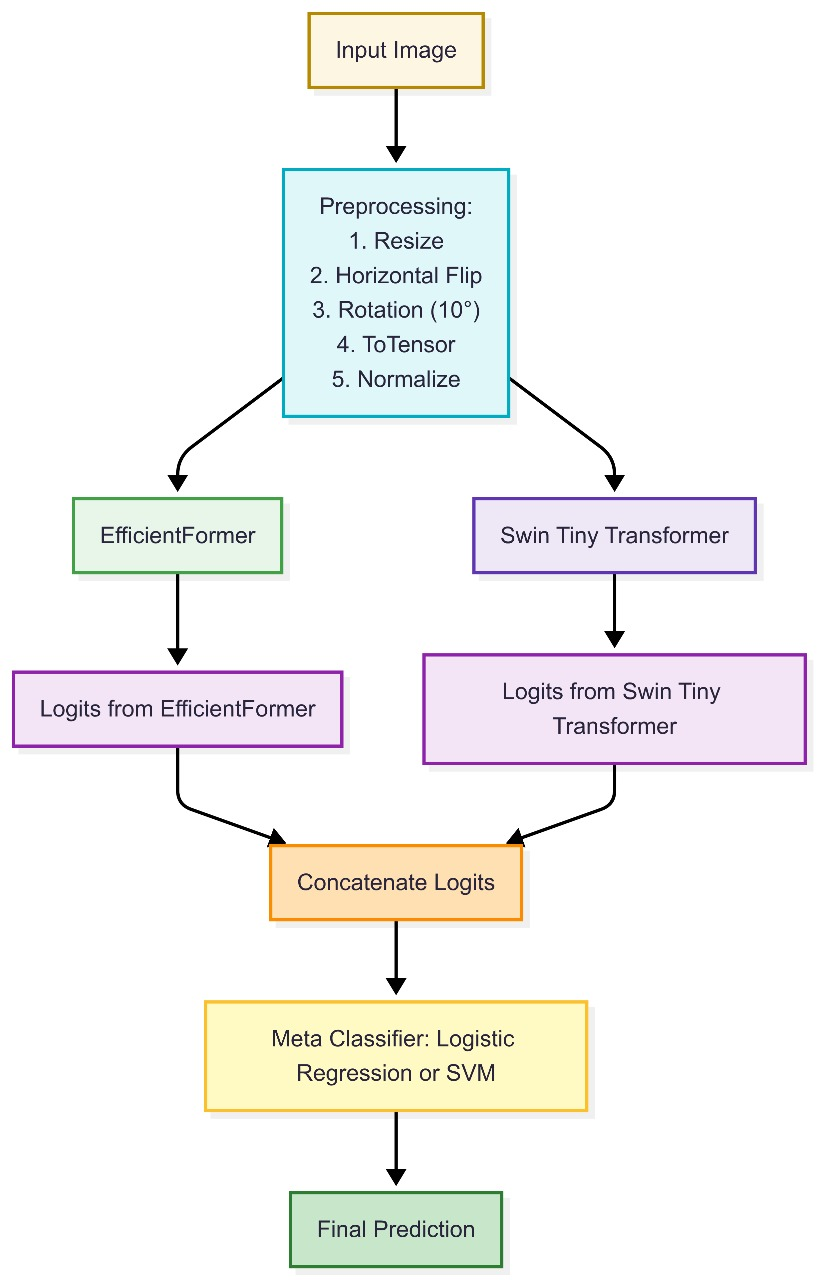 Input Image
Preprocessing:
1. Resize
2. Horizontal Flip
3. Rotation (10°)
4. ToTensor
5. Normalize
EfficientFormer
Swin Tiny Transformer
Logits from EfficientFormer
Logits from Swin Tiny
Transformer
Concatenate Logits
Meta Classifier: Logistic
Regression or SVM
Final Prediction